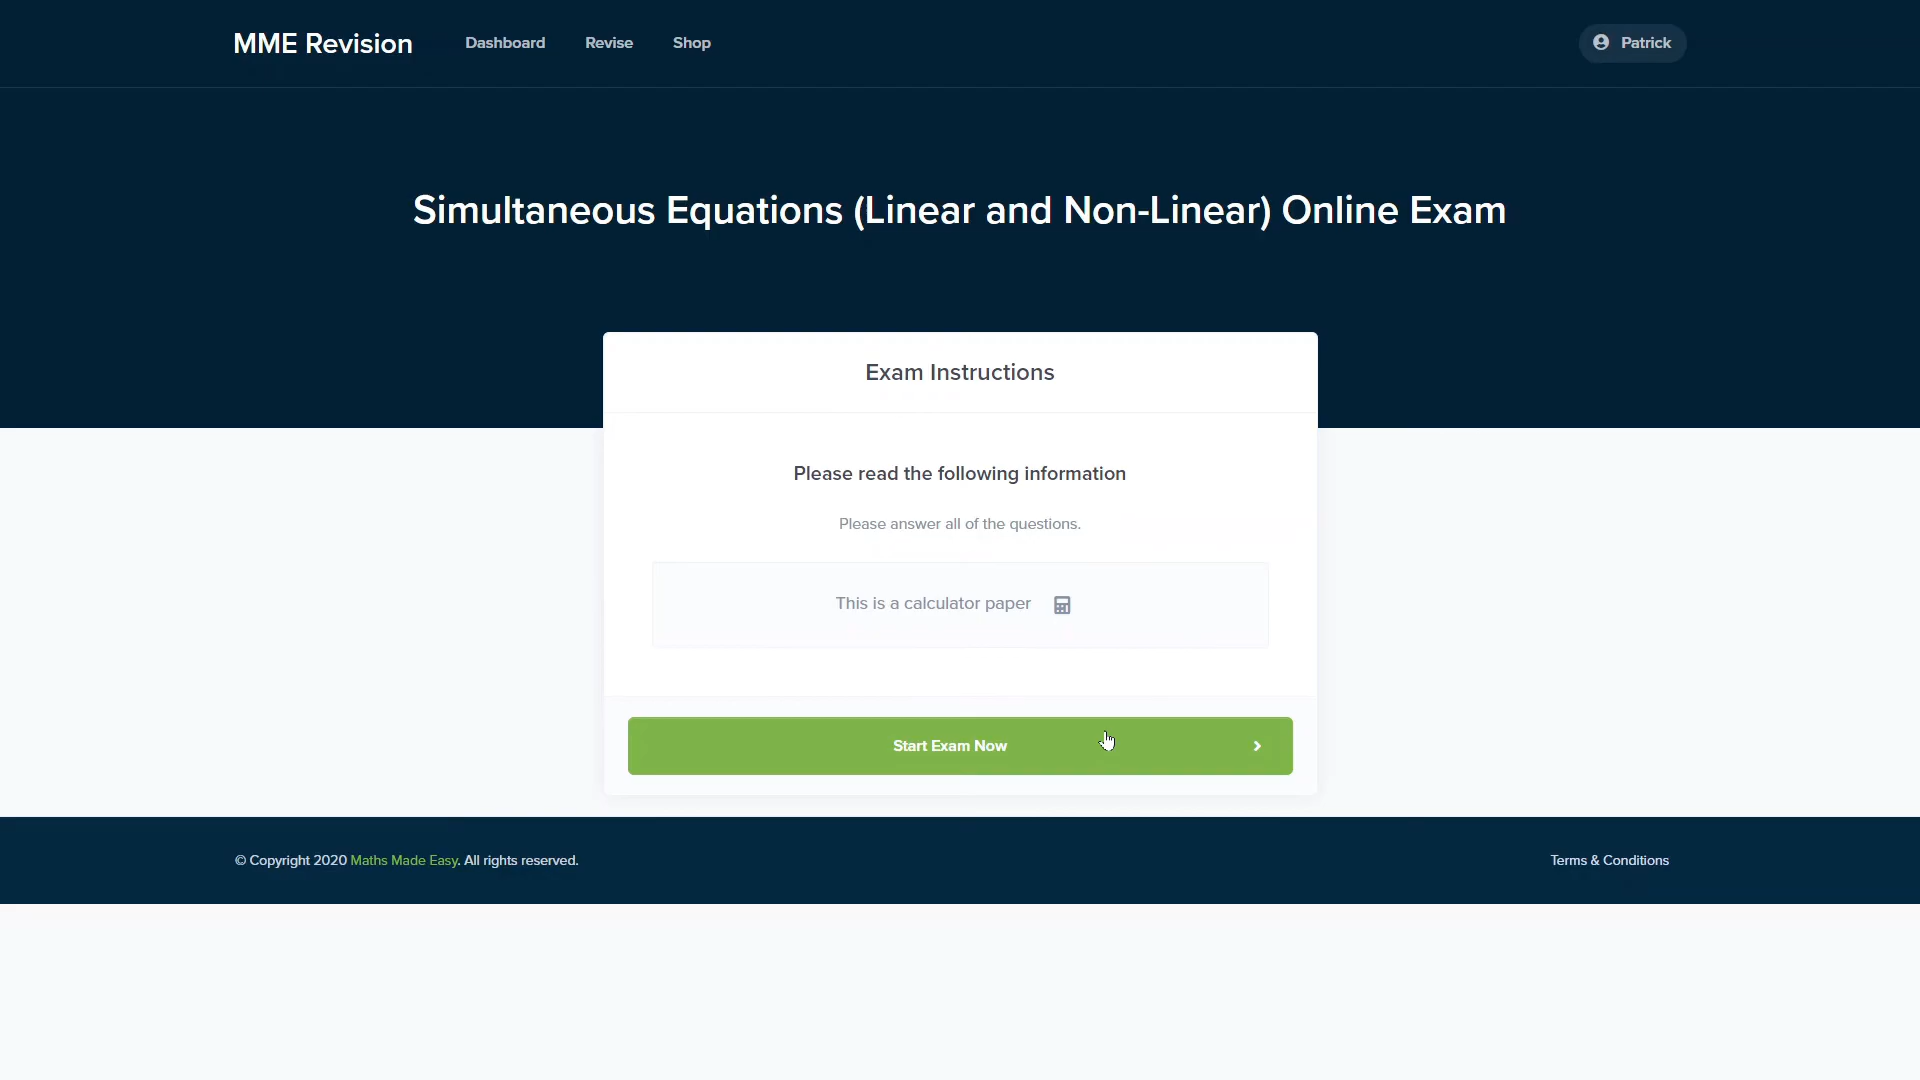 MME Revision
Dashboard
Revise
Shop
Patrick
Simultaneous Equations (Linear and Non-Linear) Online Exam
Exam Instructions
Please read the following information
Please answer all of the questions.
This is a calculator paper
Start Exam Now
© Copyright 2020 Maths Made Easy. All rights reserved.
Terms & Conditions